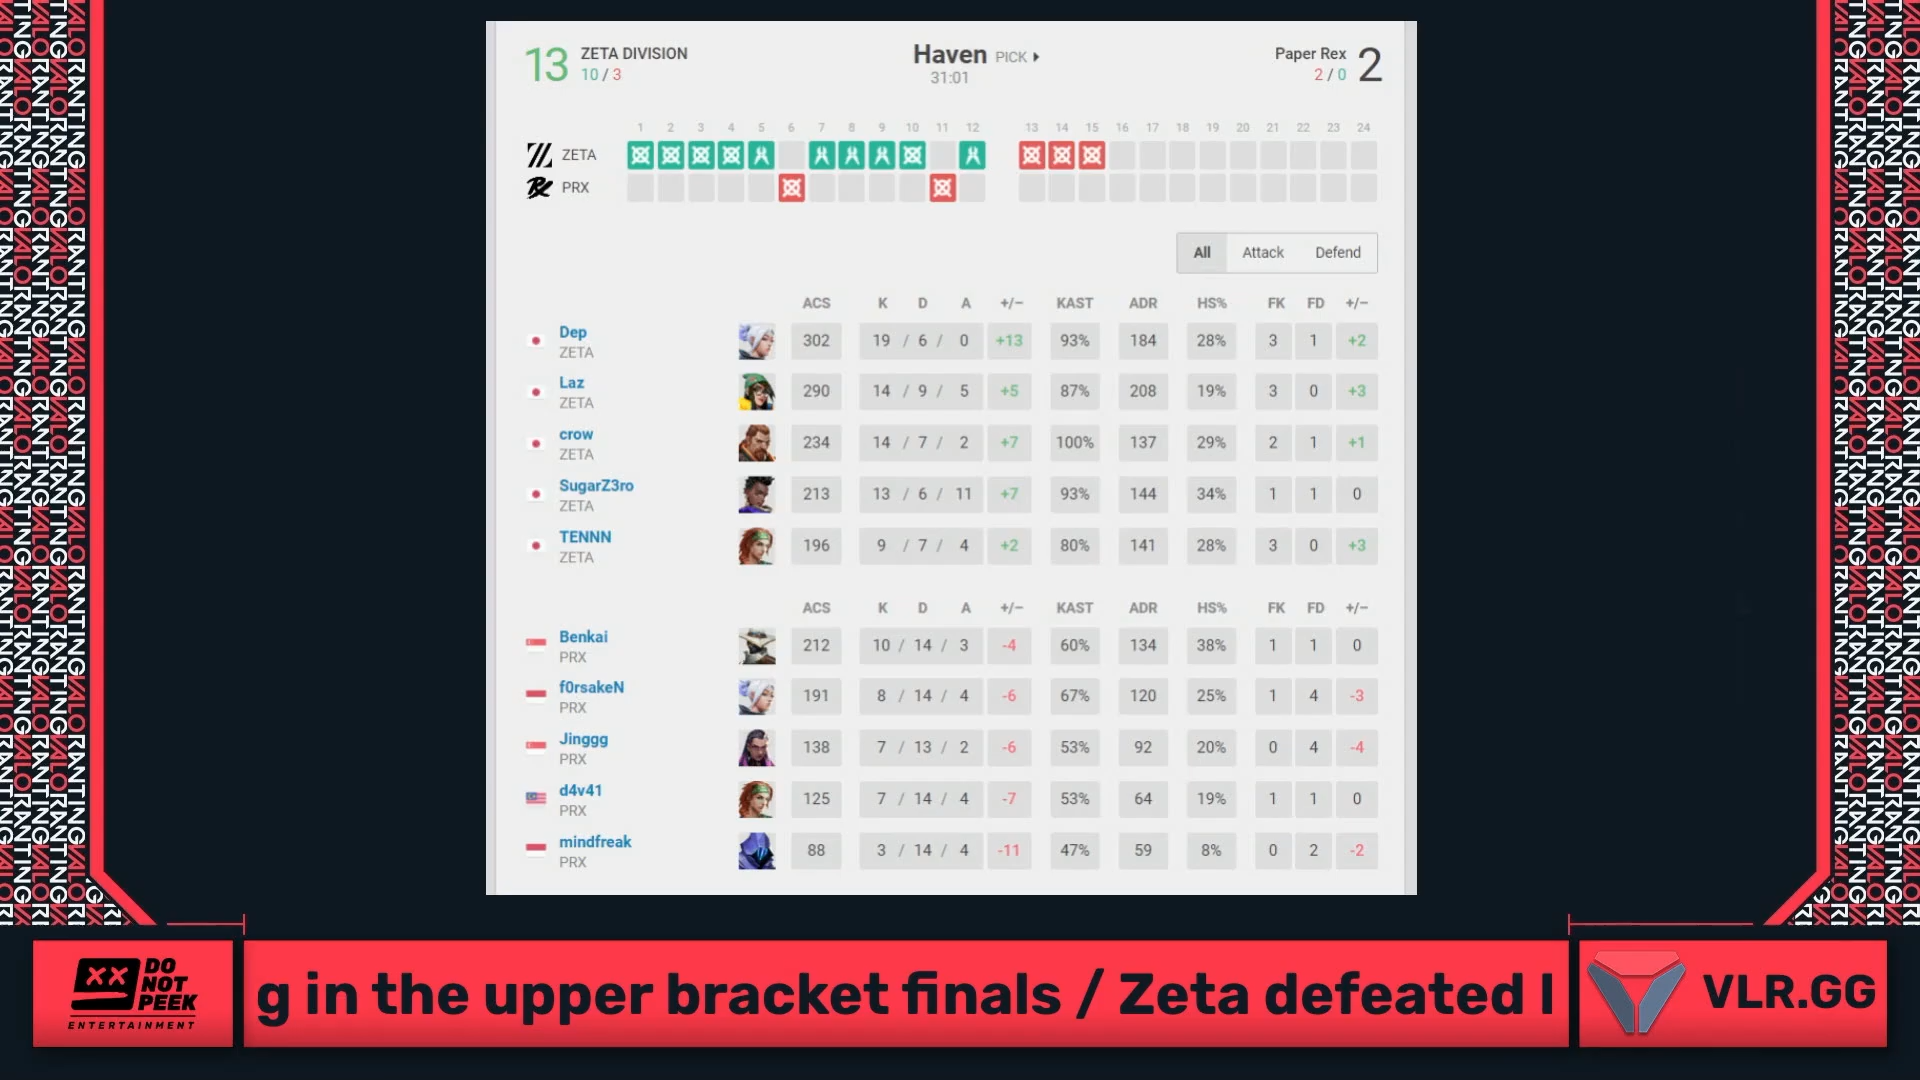 13 ZETA DIVISION Haven PICK Paper Rex 2
10 / 3 31:01 2 / 0
1 2 3 4 5 6 7 8 9 10 11 12 13 14 15 16 17 18 19 20 21 22 23 24
ZETA
PRX
All Attack Defend
ACS K D A +/− KAST ADR HS% FK FD +/−
Dep ZETA 302 19 / 6 / 0 +13 93% 184 28% 3 1 +2
Laz ZETA 290 14 / 9 / 5 +5 87% 208 19% 3 0 +3
crow ZETA 234 14 / 7 / 2 +7 100% 137 29% 2 1 +1
SugarZ3ro ZETA 213 13 / 6 / 11 +7 93% 144 34% 1 1 0
TENNN ZETA 196 9 / 7 / 4 +2 80% 141 28% 3 0 +3
ACS K D A +/− KAST ADR HS% FK FD +/−
Benkai PRX 212 10 / 14 / 3 -4 60% 134 38% 1 1 0
f0rsakeN PRX 191 8 / 14 / 4 -6 67% 120 25% 1 4 -3
Jinggg PRX 138 7 / 13 / 2 -6 53% 92 20% 0 4 -4
d4v41 PRX 125 7 / 14 / 4 -7 53% 64 19% 1 1 0
mindfreak PRX 88 3 / 14 / 4 -11 47% 59 8% 0 2 -2
DO NOT PEEK
ENTERTAINMENT
g in the upper bracket finals / Zeta defeated
VLR.GG
VALORANTING